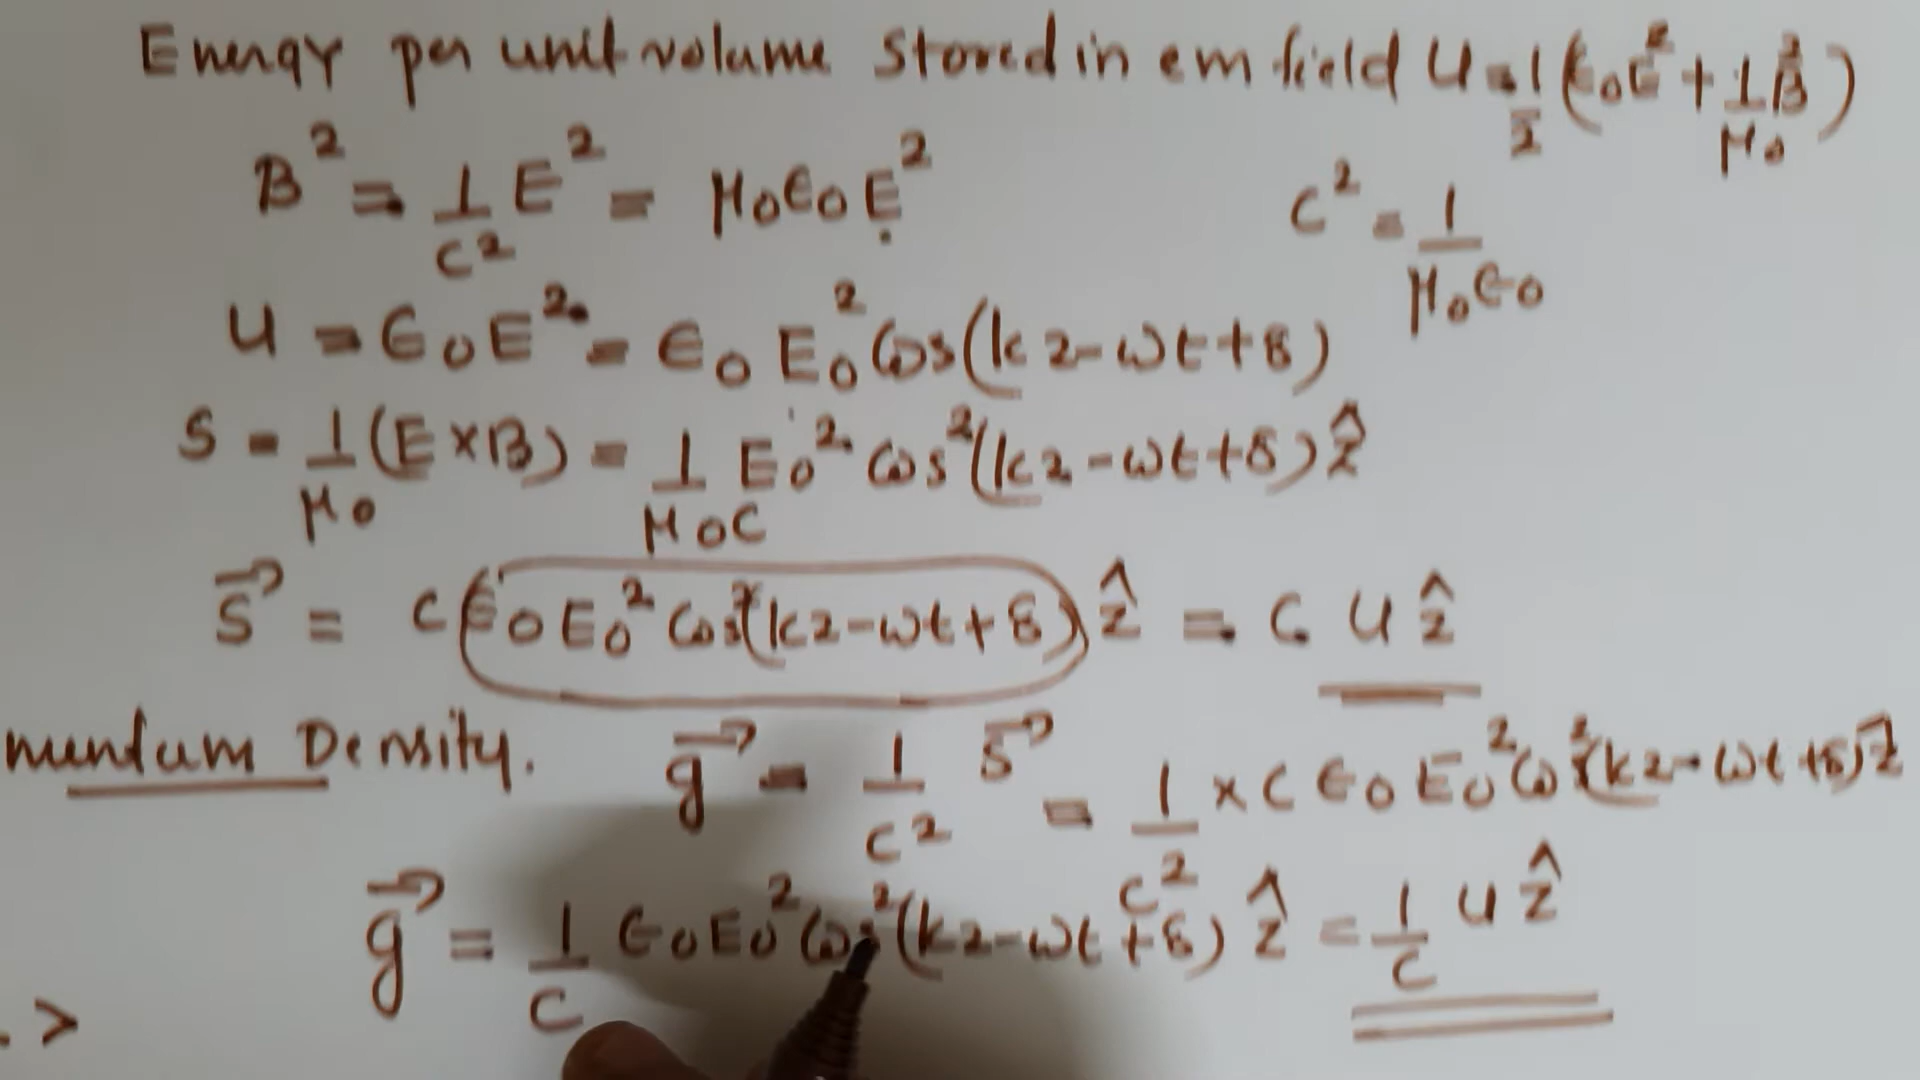 Energy per unit volume stored in em field U = 1/2 (ϵ₀E² + 1/μ₀ B²)
B² = 1/c² E² = μ₀ϵ₀E²
c² = 1/μ₀ϵ₀
U = ϵ₀E² = ϵ₀E₀² Cos(kz-ωt+δ)
S = 1/μ₀ (E×B) = 1/μ₀c E₀² Cos²(kz-ωt+δ) ẑ
S⃗ = c ϵ₀E₀² Cos²(kz-ωt+δ) ẑ = c U ẑ
mentum Density. g⃗ = 1/c² S⃗ = 1/c² × c ϵ₀E₀² Cos²(kz-ωt+δ) ẑ
g⃗ = 1/c ϵ₀E₀² Cos²(kz-ωt+δ) ẑ = 1/c U ẑ
. >